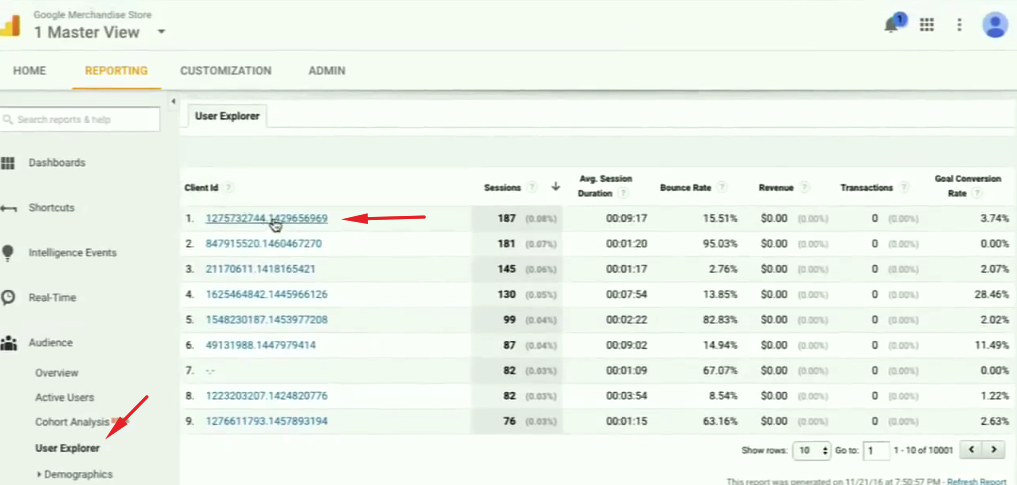 Google Merchandise Store
1 Master View
1
HOME REPORTING CUSTOMIZATION ADMIN
Search reports & help
Dashboards
Shortcuts
Intelligence Events
Real-Time
Audience
Overview
Active Users
Cohort Analysis
User Explorer
Demographics
User Explorer
Client Id ? Sessions ? Avg. Session Duration ? Bounce Rate ? Revenue ? Transactions ? Goal Conversion Rate ?
1. 1275732744.1429656969 187 (0.08%) 00:09:17 15.51% $0.00 (0.00%) 0 (0.00%) 3.74%
2. 847915520.1460467270 181 (0.07%) 00:01:20 95.03% $0.00 (0.00%) 0 (0.00%) 0.00%
3. 21170611.1418165421 145 (0.06%) 00:01:17 2.76% $0.00 (0.00%) 0 (0.00%) 2.07%
4. 1625464842.1445966126 130 (0.05%) 00:07:54 13.85% $0.00 (0.00%) 0 (0.00%) 28.46%
5. 1548230187.1453977208 99 (0.04%) 00:02:22 82.83% $0.00 (0.00%) 0 (0.00%) 2.02%
6. 49131988.1447979414 87 (0.04%) 00:09:02 14.94% $0.00 (0.00%) 0 (0.00%) 11.49%
7. -.- 82 (0.03%) 00:01:09 67.07% $0.00 (0.00%) 0 (0.00%) 0.00%
8. 1223203207.1424820776 82 (0.03%) 00:03:54 8.54% $0.00 (0.00%) 0 (0.00%) 1.22%
9. 1276611793.1457893194 76 (0.03%) 00:01:15 63.16% $0.00 (0.00%) 0 (0.00%) 2.63%
Show rows: 10 Go to: 1 1 - 10 of 10001
This report was generated on 11/21/16 at 7:50:57 PM - Refresh Report